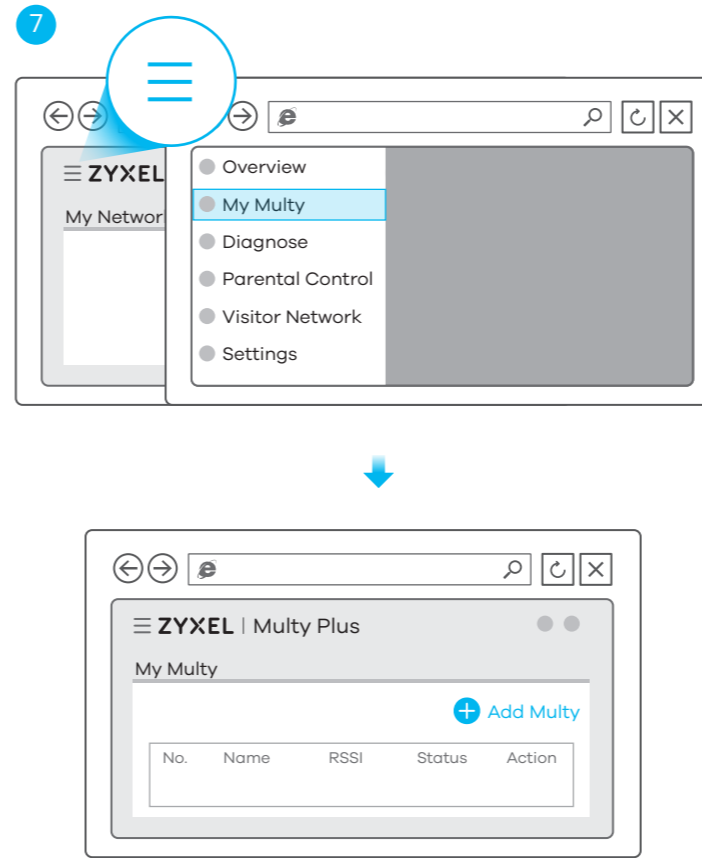 7
ZYXEL
My Networ
Overview
My Multy
Diagnose
Parental Control
Visitor Network
Settings
ZYXEL | Multy Plus
My Multy
Add Multy
No. Name RSSI Status Action